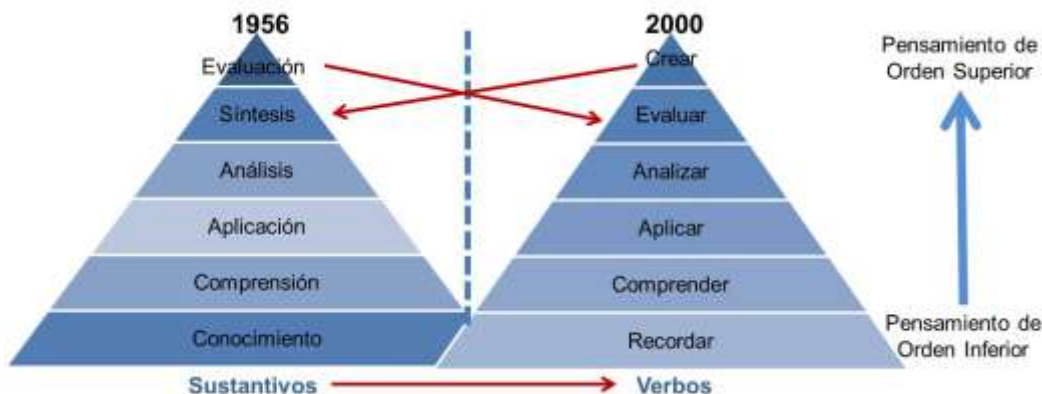 1956
Evaluación
Síntesis
Análisis
Aplicación
Comprensión
Conocimiento
Sustantivos
2000
Crear
Evaluar
Analizar
Aplicar
Comprender
Recordar
Verbos
Pensamiento de
Orden Superior
Pensamiento de
Orden Inferior